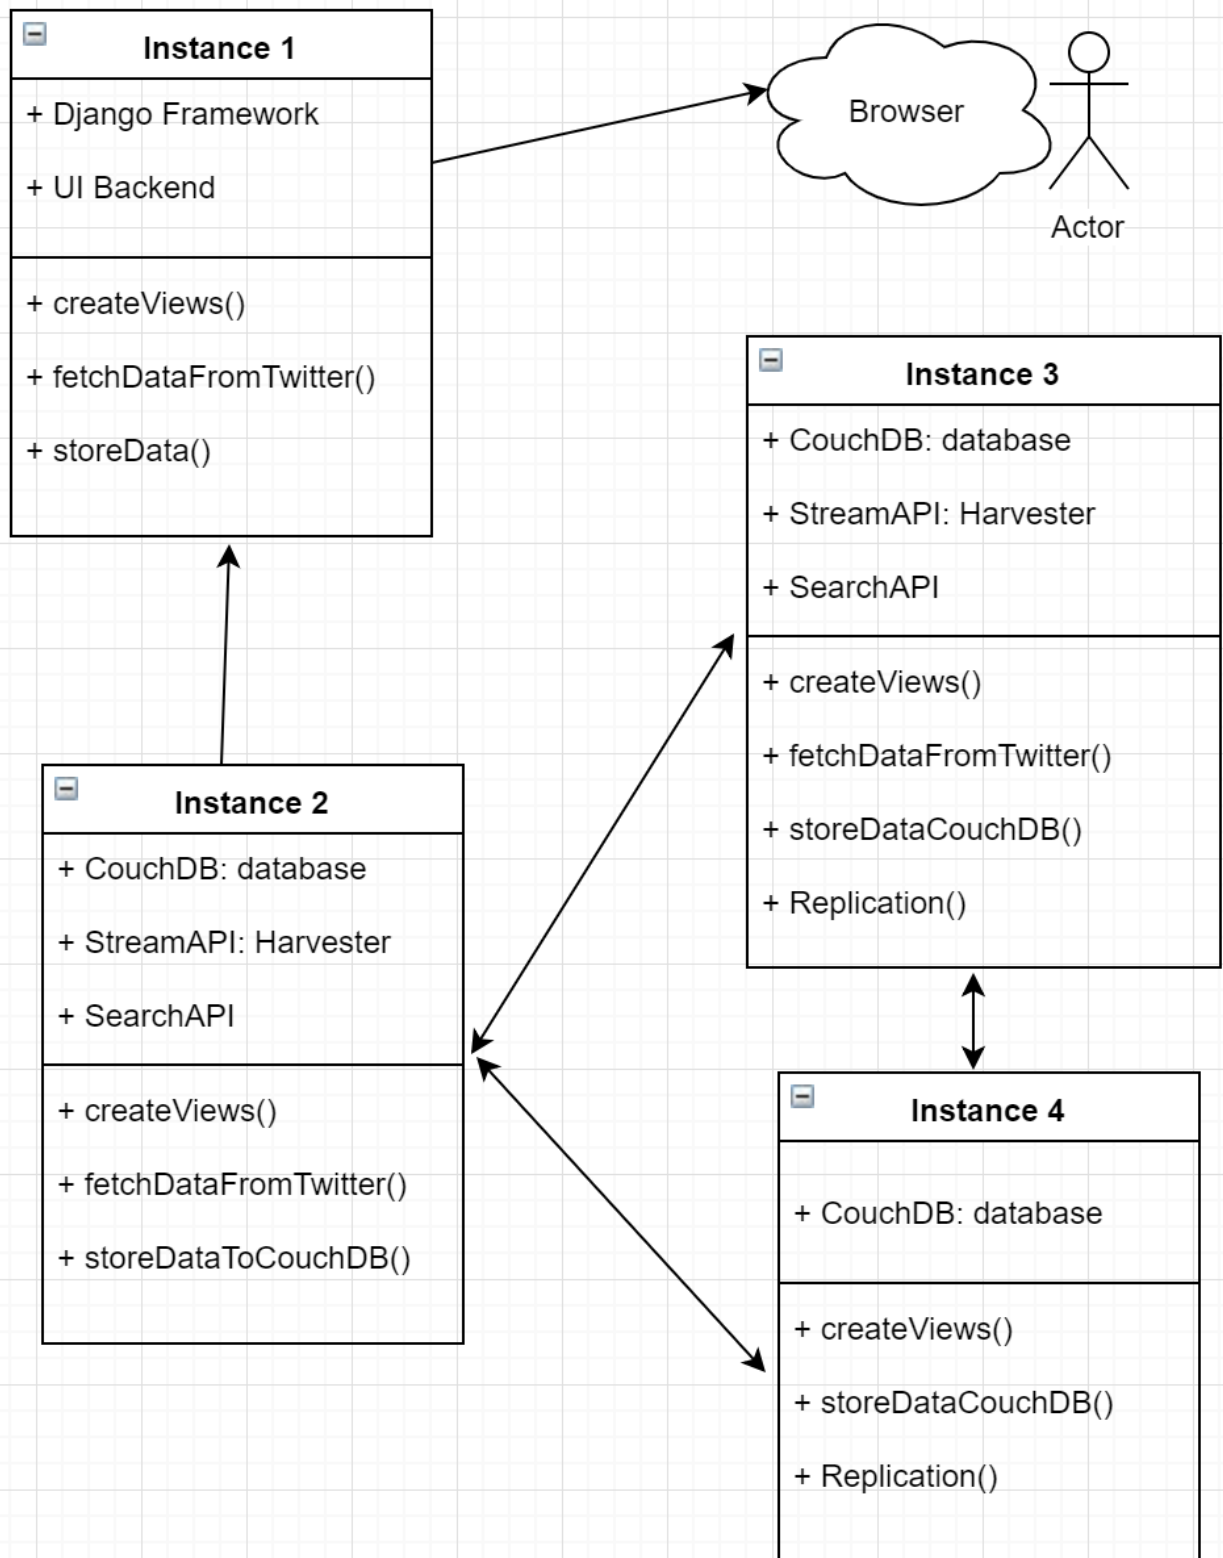 Instance 1
+ Django Framework
+ UI Backend
+ createViews()
+ fetchDataFromTwitter()
+ storeData()
Browser
Actor
Instance 3
+ CouchDB: database
+ StreamAPI: Harvester
+ SearchAPI
+ createViews()
+ fetchDataFromTwitter()
+ storeDataCouchDB()
+ Replication()
Instance 2
+ CouchDB: database
+ StreamAPI: Harvester
+ SearchAPI
+ createViews()
+ fetchDataFromTwitter()
+ storeDataToCouchDB()
Instance 4
+ CouchDB: database
+ createViews()
+ storeDataCouchDB()
+ Replication()